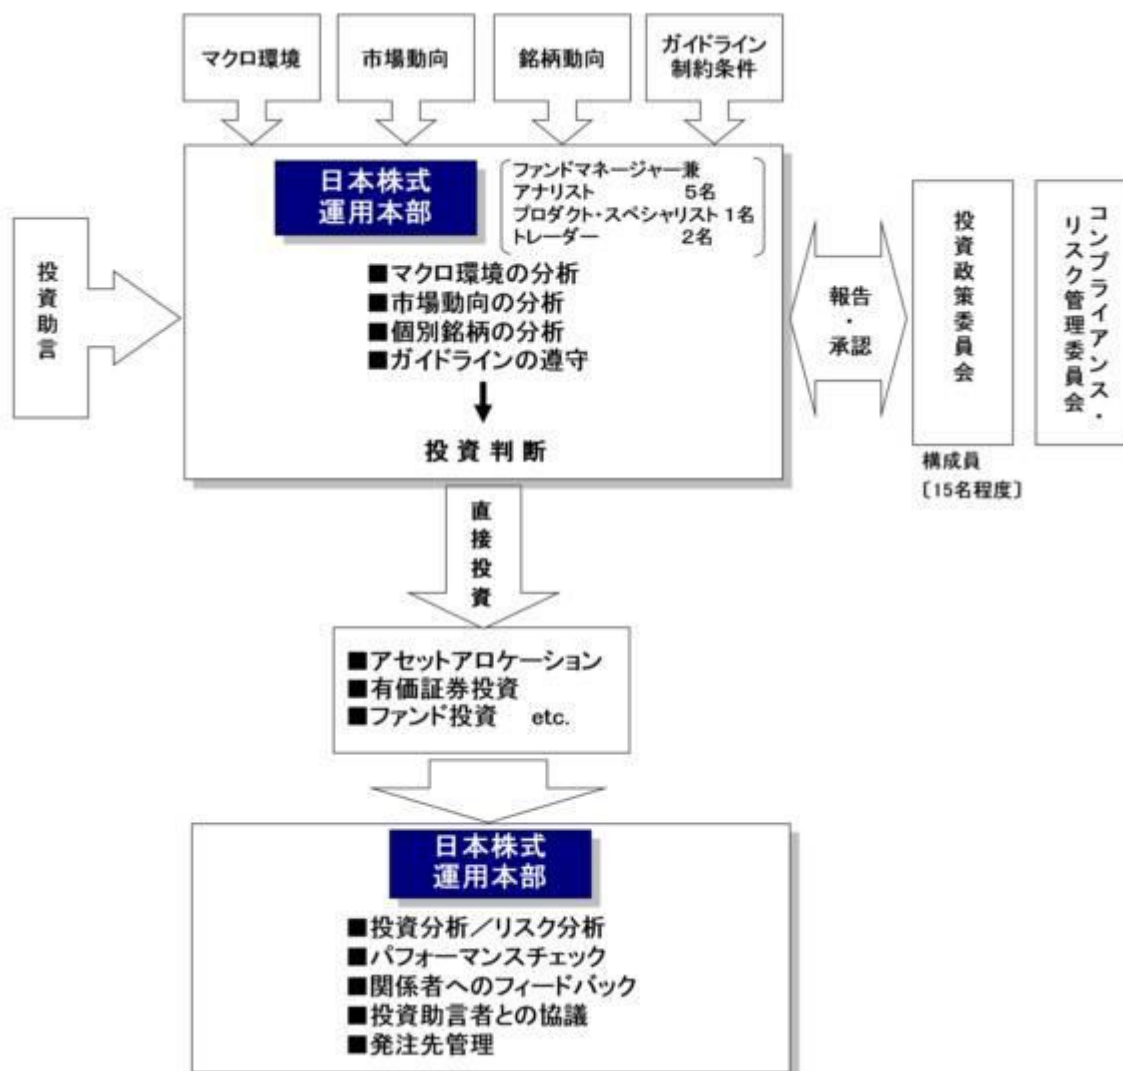 マクロ環境
市場動向
銘柄動向
ガイドライン
制約条件
日本株式
運用本部
ファンドマネージャー兼
アナリスト 5名
プロダクト・スペシャリスト 1名
トレーダー 2名
■マクロ環境の分析
■市場動向の分析
■個別銘柄の分析
■ガイドラインの遵守
投資判断
投資助言
報告
・
承認
投資政策委員会
コンプライアンス・
リスク管理委員会
構成員
〔15名程度〕
直接投資
■アセットアロケーション
■有価証券投資
■ファンド投資 etc.
日本株式
運用本部
■投資分析／リスク分析
■パフォーマンスチェック
■関係者へのフィードバック
■投資助言者との協議
■発注先管理